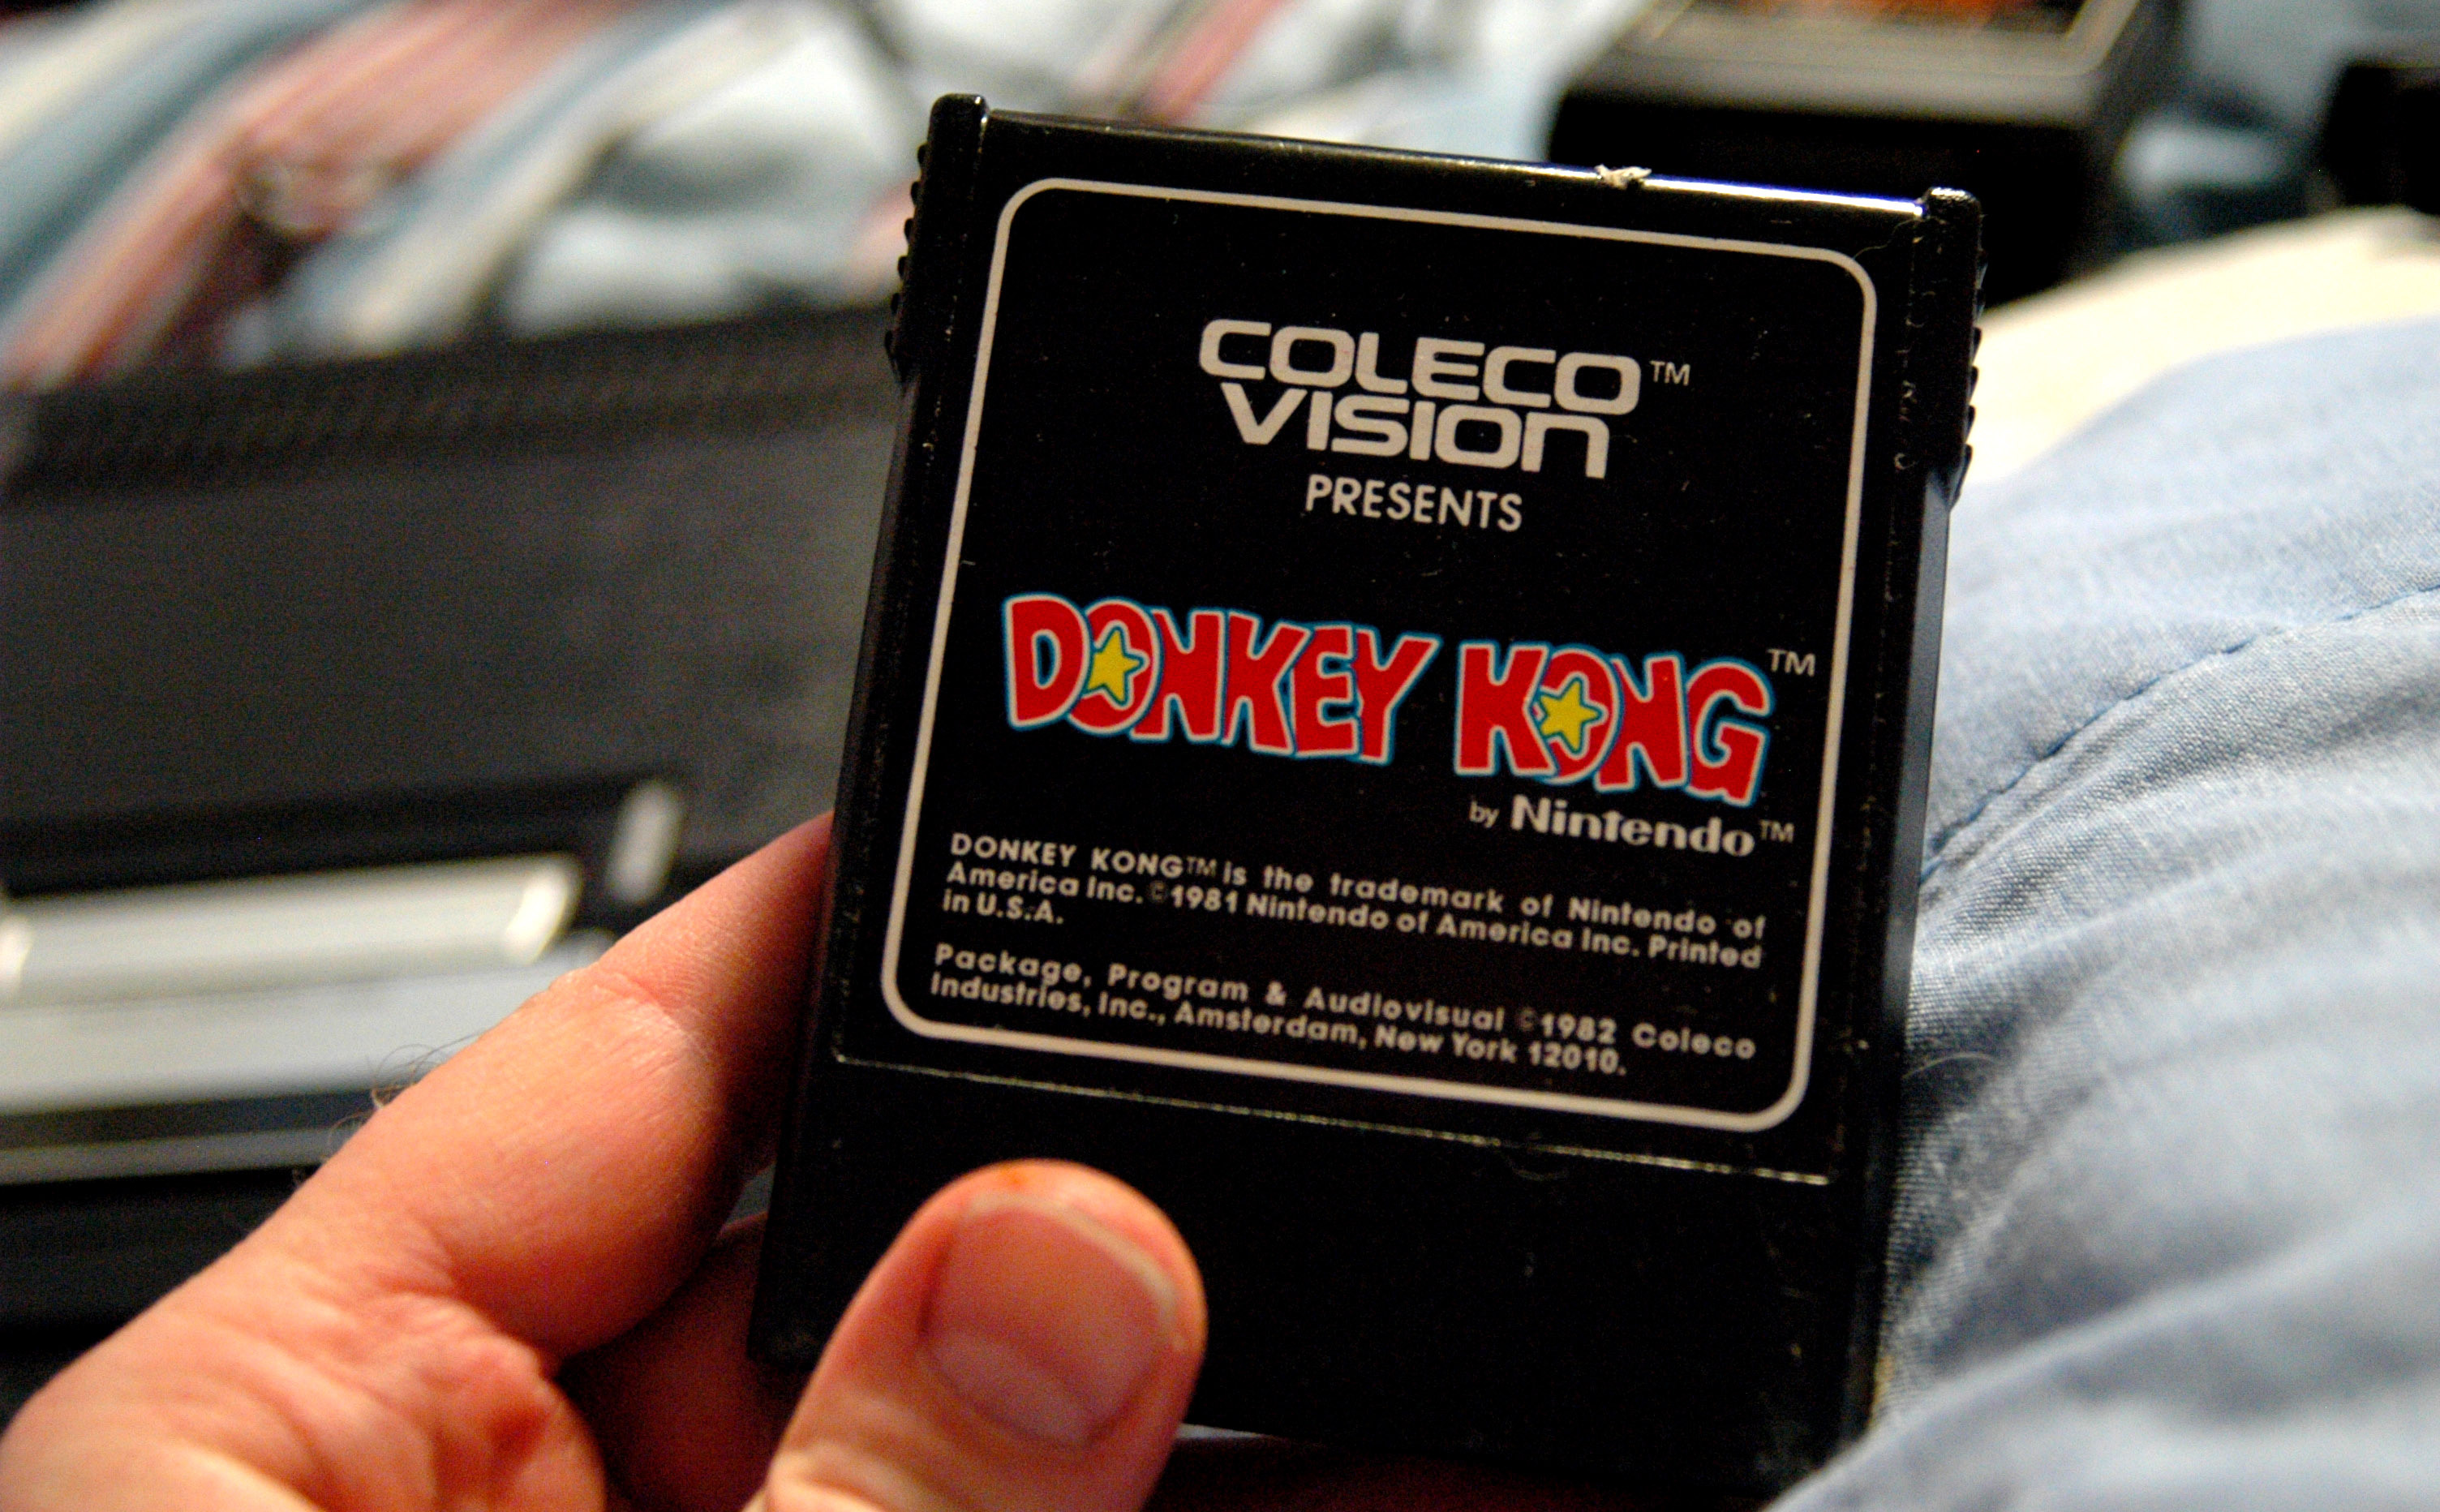 COLECO™
VISION
PRESENTS
DONKEY KONG™
by Nintendo™
DONKEY KONG™ is the trademark of Nintendo of
America Inc. ©1981 Nintendo of America Inc. Printed
in U.S.A.
Package, Program & Audiovisual ©1982 Coleco
Industries, Inc., Amsterdam, New York 12010.